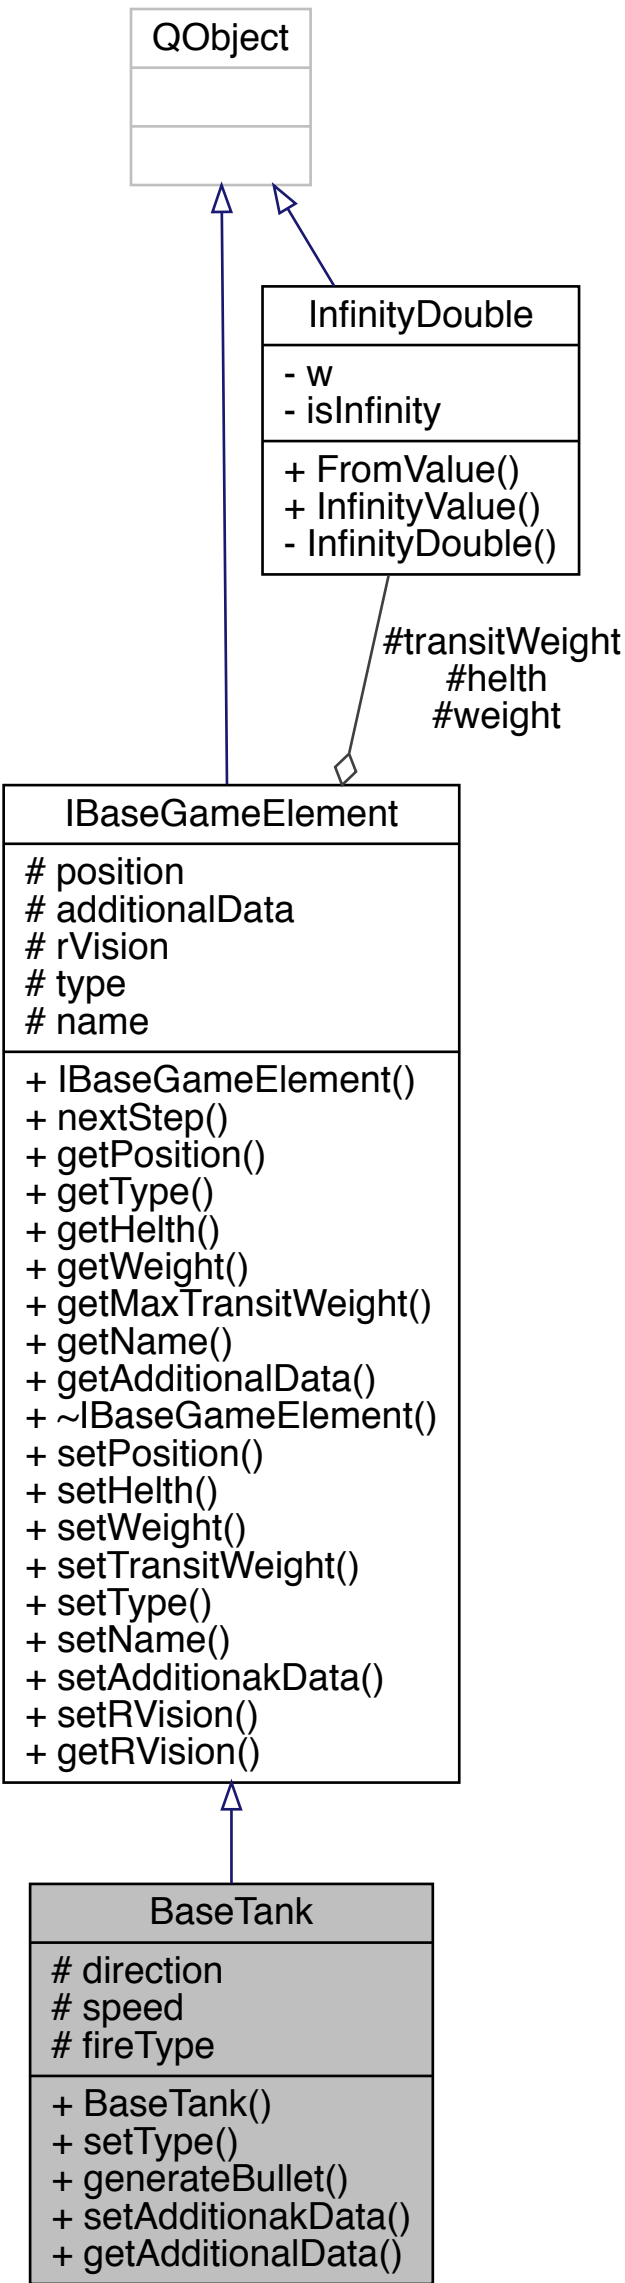 QObject
InfinityDouble
- w
- isInfinity
+ FromValue()
+ InfinityValue()
- InfinityDouble()
#transitWeight
#helth
#weight
IBaseGameElement
# position
# additionalData
# rVision
# type
# name
+ IBaseGameElement()
+ nextStep()
+ getPosition()
+ getType()
+ getHelth()
+ getWeight()
+ getMaxTransitWeight()
+ getName()
+ getAdditionalData()
+ ~IBaseGameElement()
+ setPosition()
+ setHelth()
+ setWeight()
+ setTransitWeight()
+ setType()
+ setName()
+ setAdditionakData()
+ setRVision()
+ getRVision()
BaseTank
# direction
# speed
# fireType
+ BaseTank()
+ setType()
+ generateBullet()
+ setAdditionakData()
+ getAdditionalData()